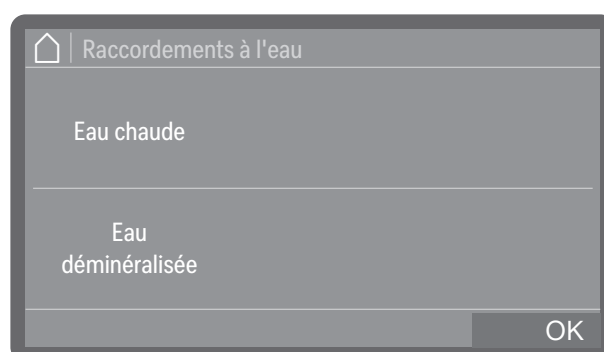 Raccordements à l'eau
Eau chaude
Eau
déminéralisée
OK